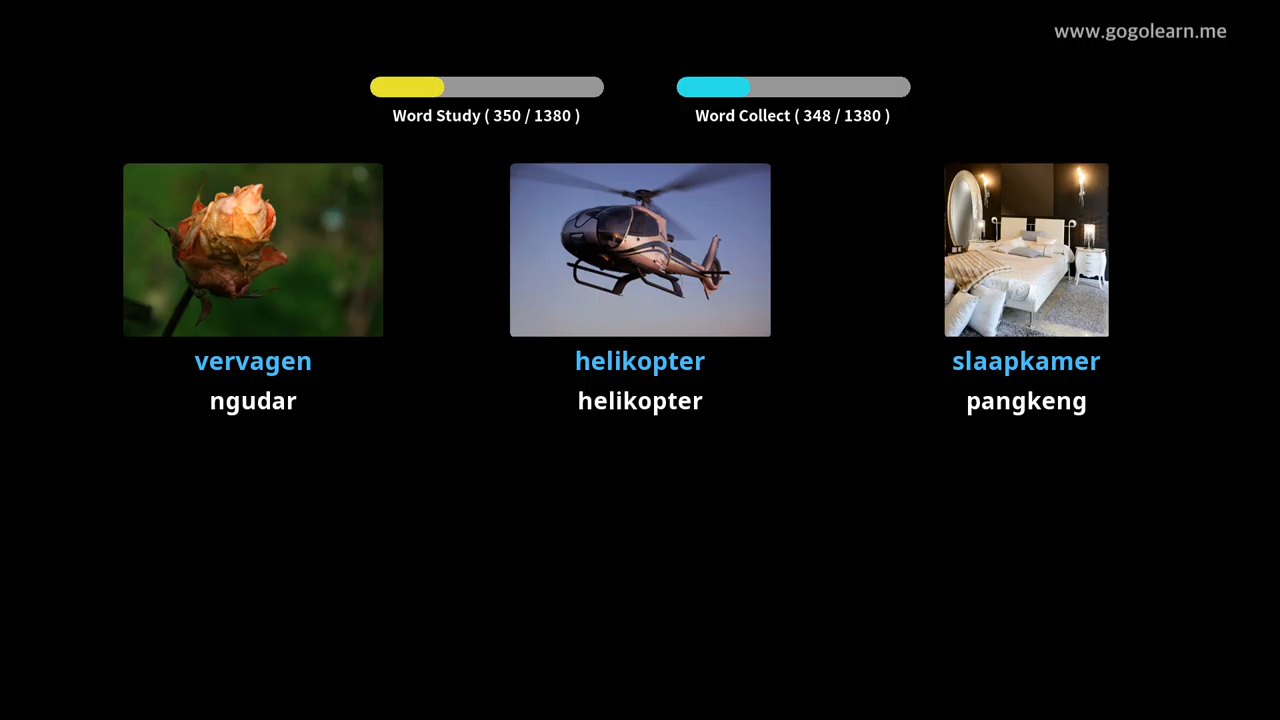 www.gogolearn.me
Word Study ( 350 / 1380 )
Word Collect ( 348 / 1380 )
vervagen
ngudar
helikopter
helikopter
slaapkamer
pangkeng